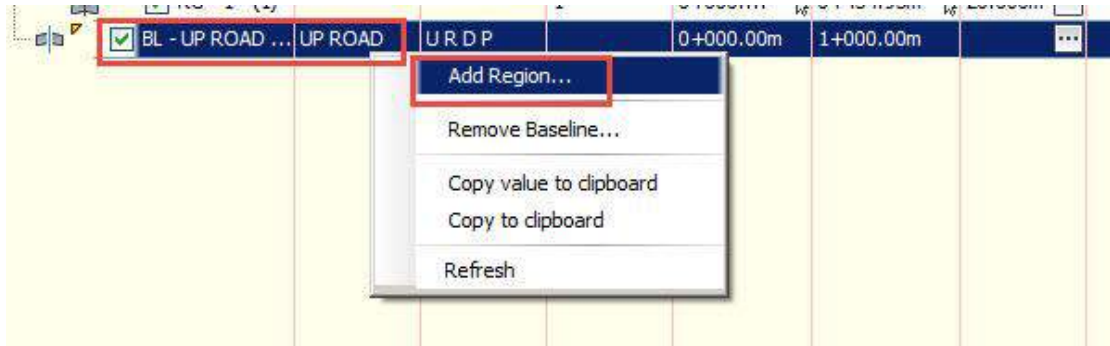 BL - UP ROAD ... UP ROAD U R D P 0+000.00m 1+000.00m ...
Add Region...
Remove Baseline...
Copy value to clipboard
Copy to clipboard
Refresh